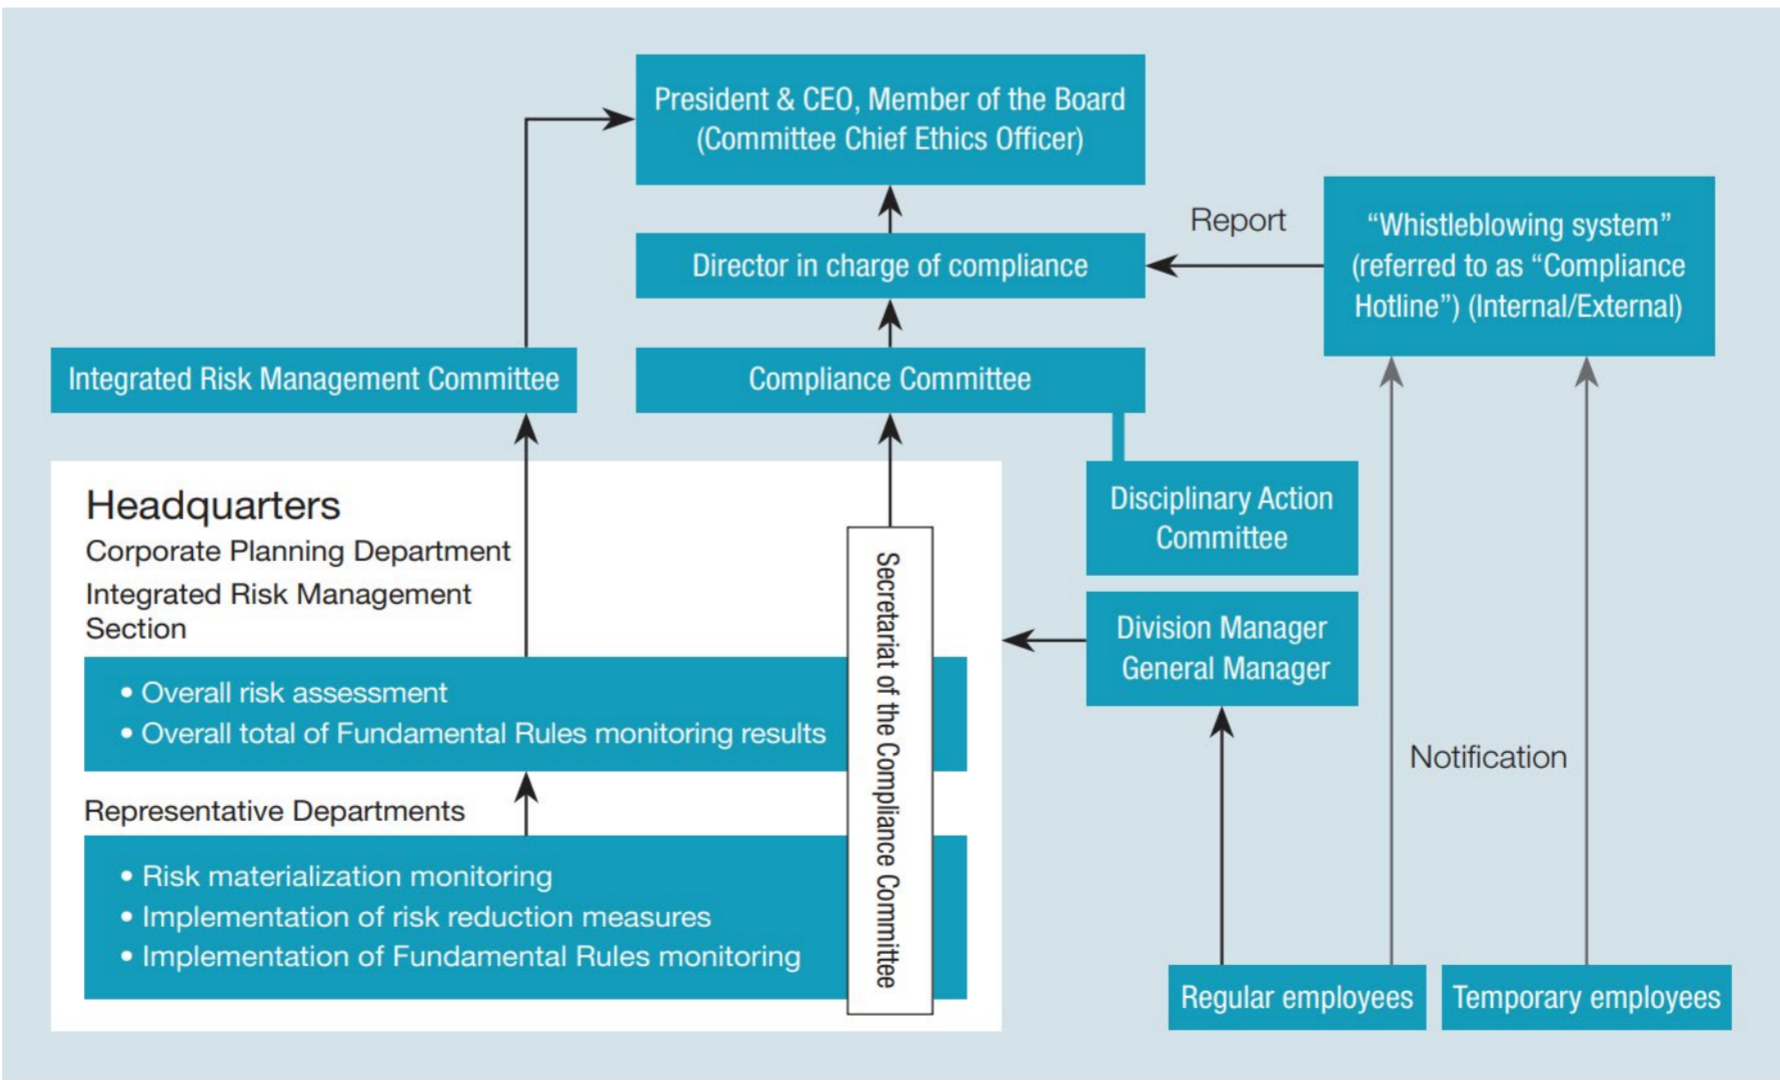 President & CEO, Member of the Board
(Committee Chief Ethics Officer)
Report
“Whistleblowing system”
(referred to as “Compliance
Hotline”) (Internal/External)
Director in charge of compliance
Integrated Risk Management Committee
Compliance Committee
Headquarters
Corporate Planning Department
Integrated Risk Management
Section
• Overall risk assessment
• Overall total of Fundamental Rules monitoring results
Representative Departments
• Risk materialization monitoring
• Implementation of risk reduction measures
• Implementation of Fundamental Rules monitoring
Secretariat of the Compliance Committee
Disciplinary Action
Committee
Division Manager
General Manager
Notification
Regular employees
Temporary employees